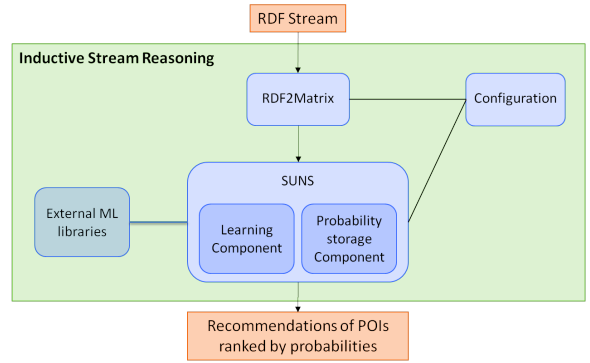 RDF Stream
Inductive Stream Reasoning
RDF2Matrix
Configuration
SUNS
External ML
libraries
Learning
Component
Probability
storage
Component
Recommendations of POIs
ranked by probabilities